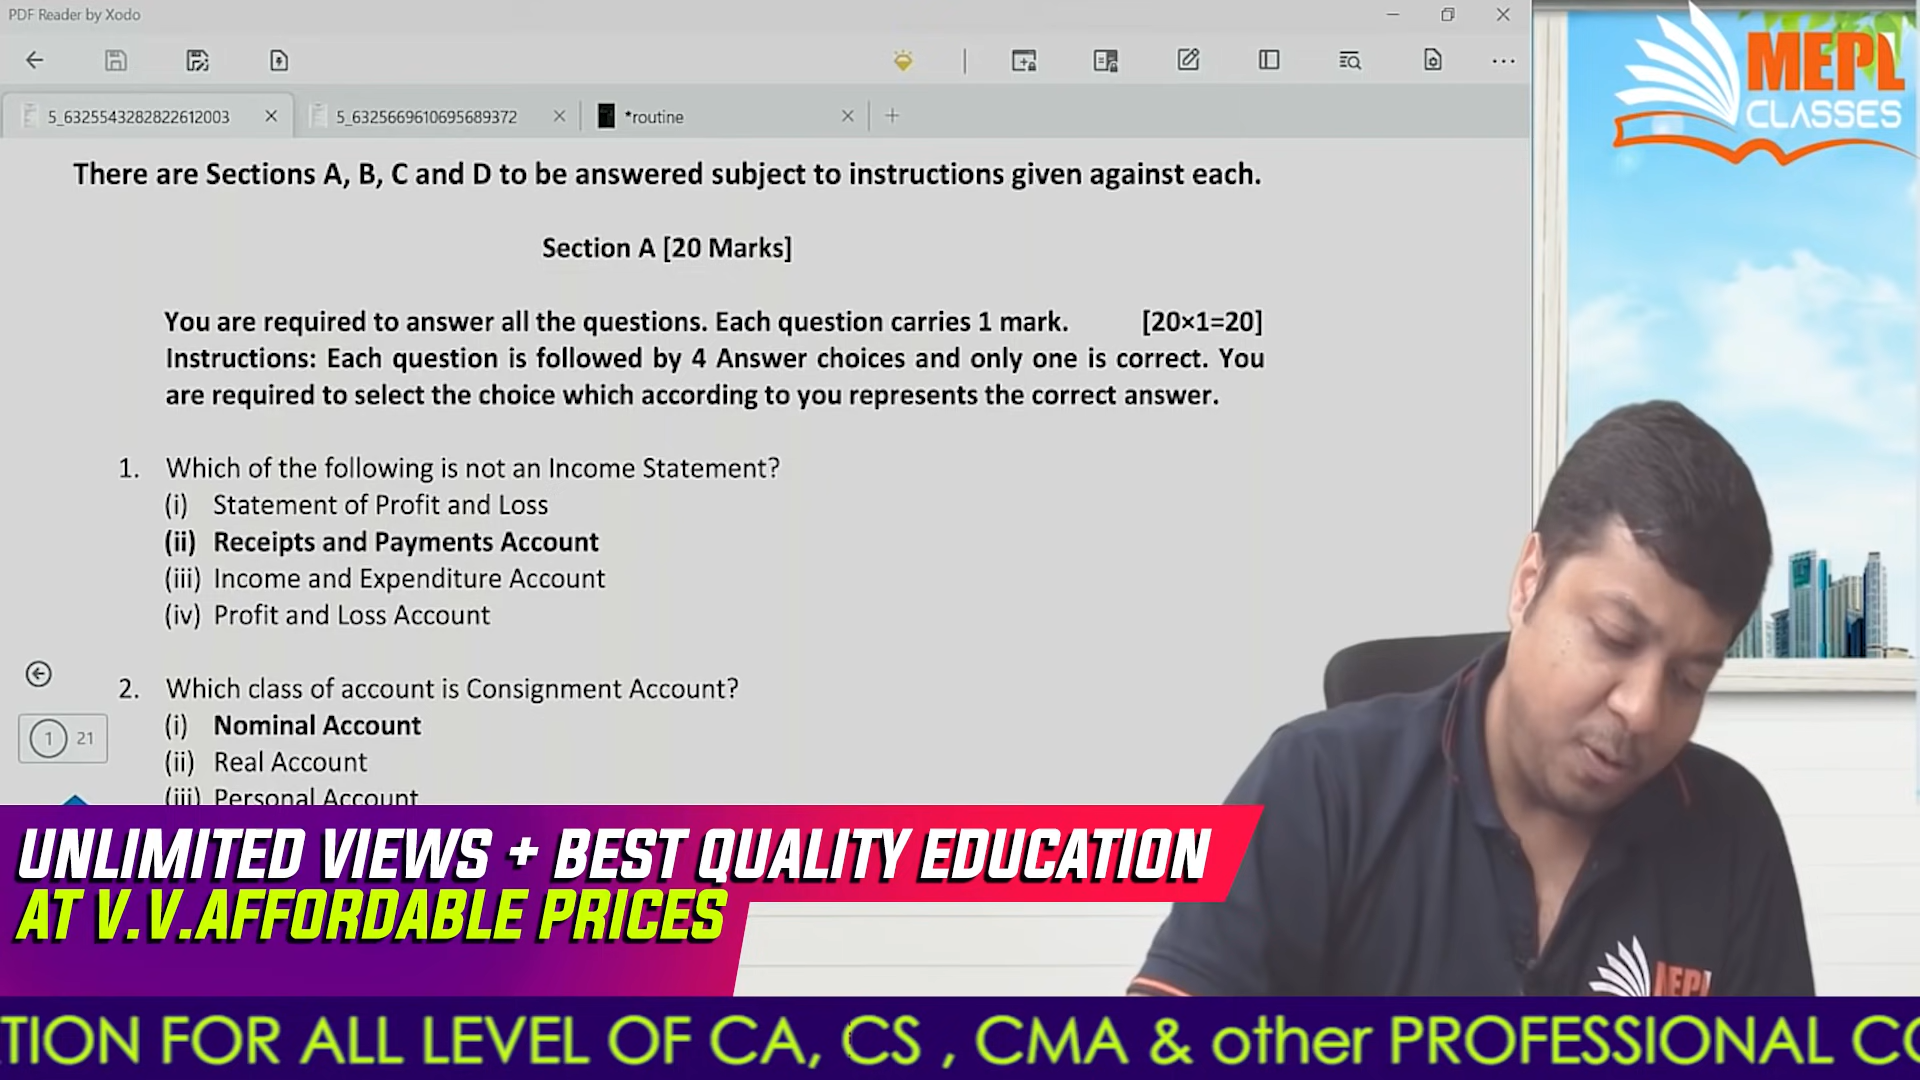 PDF Reader by Xodo
5_6325543282822612003
5_6325669610695689372
*routine
MEPL
CLASSES
There are Sections A, B, C and D to be answered subject to instructions given against each.
Section A [20 Marks]
You are required to answer all the questions. Each question carries 1 mark. [20×1=20]
Instructions: Each question is followed by 4 Answer choices and only one is correct. You
are required to select the choice which according to you represents the correct answer.
1. Which of the following is not an Income Statement?
(i) Statement of Profit and Loss
(ii) Receipts and Payments Account
(iii) Income and Expenditure Account
(iv) Profit and Loss Account
2. Which class of account is Consignment Account?
(i) Nominal Account
(ii) Real Account
(iii) Personal Account
1 21
UNLIMITED VIEWS + BEST QUALITY EDUCATION
AT V.V.AFFORDABLE PRICES
MEPL
TION FOR ALL LEVEL OF CA, CS , CMA & other PROFESSIONAL CO